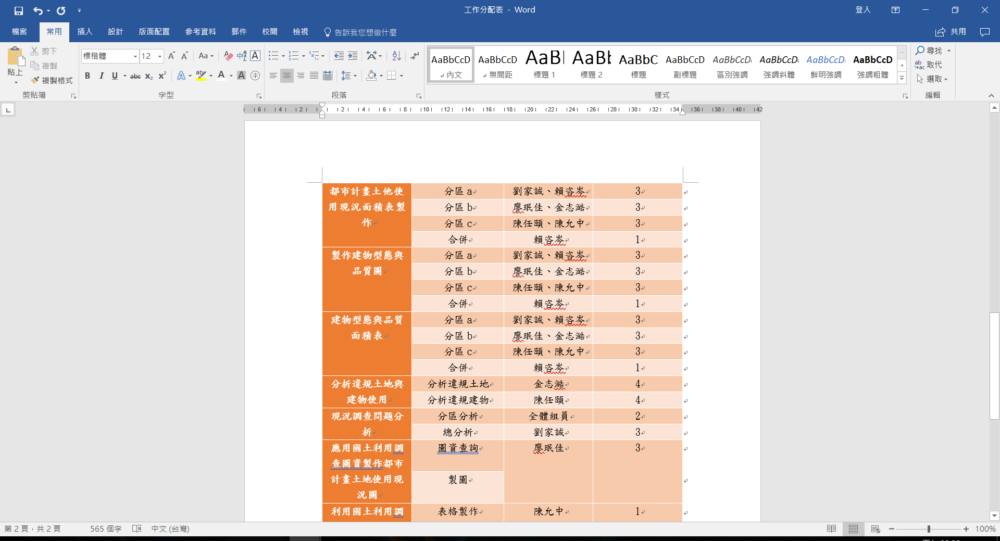 工作分配表 - Word
登入
檔案 常用 插入 設計 版面配置 參考資料 郵件 校閱 檢視 告訴我您想做什麼 共用
貼上 剪下 複製 複製格式 剪貼簿
標楷體 12 字型
段落
AaBbCcD AaBbCcD AaBl AaBb AaBbC AaBbCcD AaBbCcDı AaBbCcDı AaBbCcDı AaBbCcD
內文 無間距 標題 1 標題 2 標題 副標題 區別強調 強調斜體 鮮明強調 強調粗體
樣式
尋找
取代
選取
編輯
6 4 2 2 4 6 8 10 12 14 16 18 20 22 24 26 28 30 32 34 36 38 40 42
都市計畫土他使用現況面積表製作
分區 a 劉家誠、賴咨岑 3
分區 b 廖珉佳、金志澔 3
分區 c 陳任頤、陳允中 3
合併 賴咨岑 1
製作建物型態與品質圖
分區 a 劉家誠、賴咨岑 3
分區 b 廖珉佳、金志澔 3
分區 c 陳任頤、陳允中 3
合併 賴咨岑 1
建物型態與品質面積表
分區 a 劉家誠、賴咨岑 3
分區 b 廖珉佳、金志澔 3
分區 c 陳任頤、陳允中 3
合併 賴咨岑 1
分析違規土地與建物使用
分析違規土地 金志澔 4
分析違規建物 陳任頤 4
現況調查問題分析
分區分析 全體組員 2
總分析 劉家誠 3
應用國土利用調查圖資製作都市計畫土地使用現況圖
圖資查詢 廖珉佳 3
製圖
利用國土利用調 表格製作 陳允中 1
第 2 頁，共 2 頁 565 個字 中文 (台灣) 100%